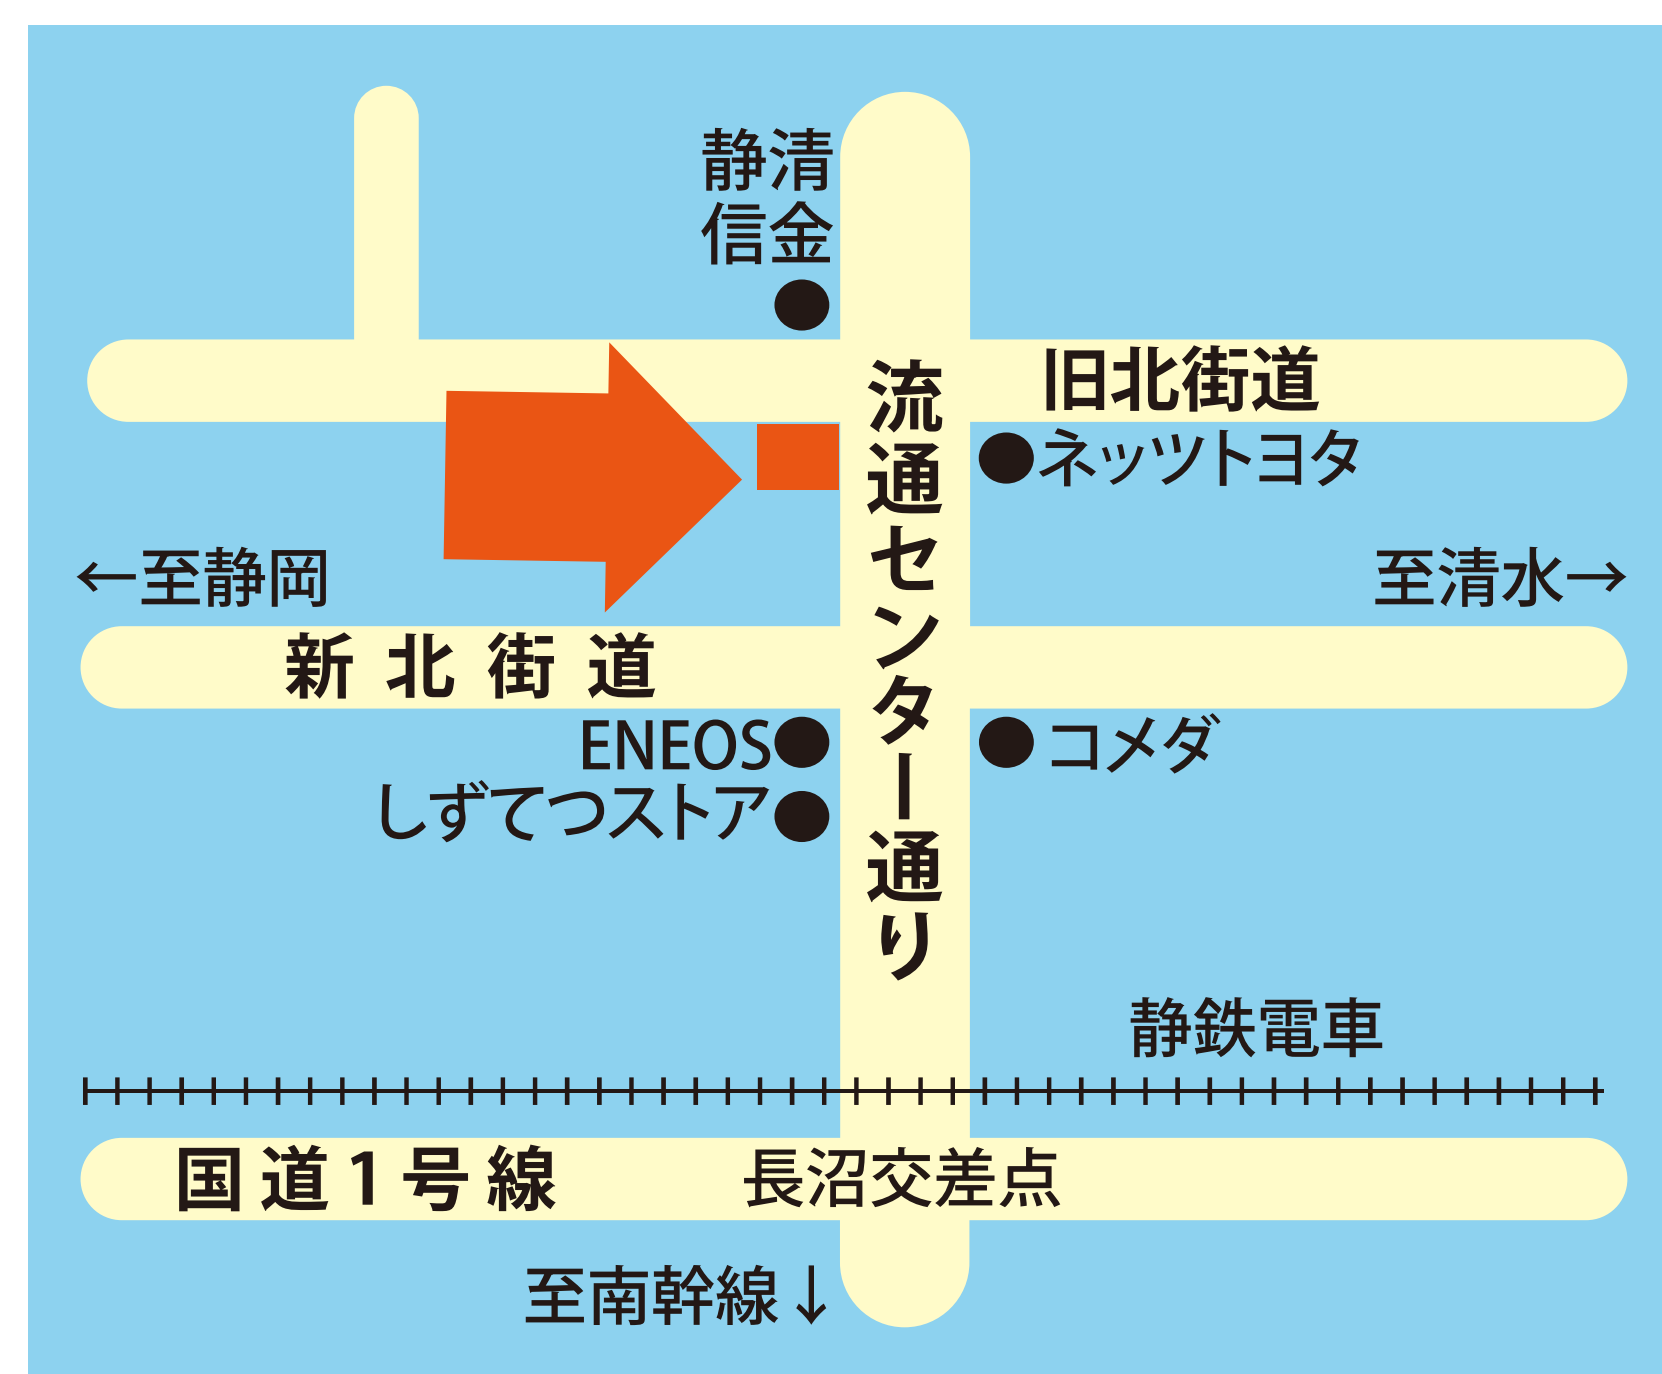 静清
信金
旧北街道
流通センター通り
ネッツトヨタ
←至静岡
至清水→
新北街道
ENEOS
コメダ
しずてつストア
静鉄電車
国道1号線
長沼交差点
至南幹線↓